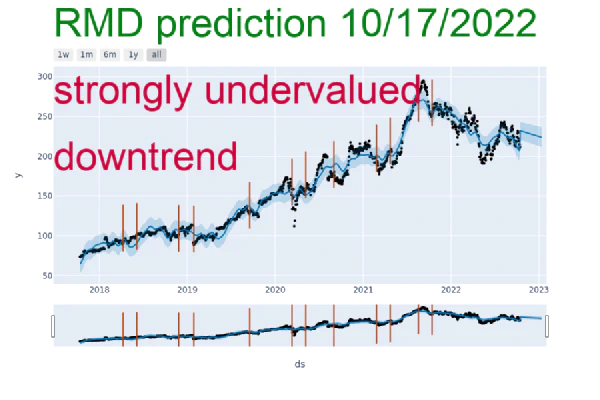 RMD prediction 10/17/2022
1w 1m 6m 1y all
300
strongly undervalued
250
downtrend
200
y
150
100
50
2018 2019 2020 2021 2022 2023
ds